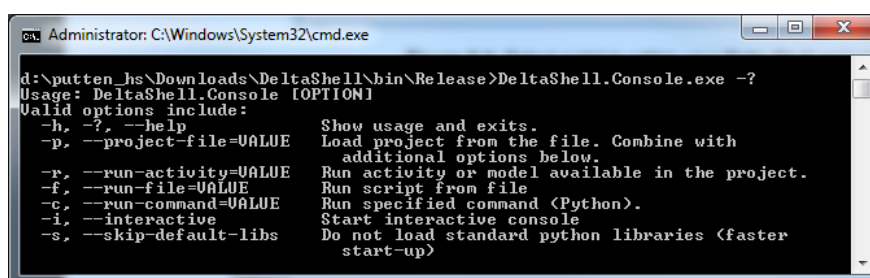 Administrator: C:\Windows\System32\cmd.exe
d:\putten_hs\Downloads\DeltaShell\bin\Release>DeltaShell.Console.exe -?
Usage: DeltaShell.Console [OPTION]
Valid options include:
-h, -?, --help Show usage and exits.
-p, --project-file=VALUE Load project from the file. Combine with
additional options below.
-r, --run-activity=VALUE Run activity or model available in the project.
-f, --run-file=VALUE Run script from file
-c, --run-command=VALUE Run specified command (Python).
-i, --interactive Start interactive console
-s, --skip-default-libs Do not load standard python libraries (faster
start-up)